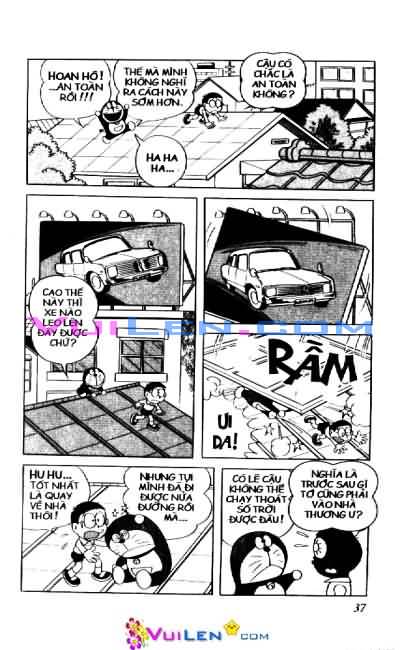 HOAN HÔ!
...AN TOÀN
RỒI!!!
THẾ MÀ MÌNH
KHÔNG NGHĨ
RA CÁCH NÀY
SỚM HƠN.
CẬU CÓ
CHẮC LÀ
AN TOÀN
KHÔNG?
HA HA
HA...
CAO THẾ
NÀY THÌ
XE NÀO
LEO LÊN
ĐÂY ĐƯỢC
CHỨ?
VUILEN.COM
RẦM
UI
DA!
HU HU...
TỐT NHẤT
LÀ QUAY
VỀ NHÀ
THÔI!
NHƯNG TỤI
MÌNH ĐÃ ĐI
ĐƯỢC NỬA
ĐƯỜNG RỒI
MÀ...
CÓ LẼ CẬU
KHÔNG THỂ
CHẠY THOÁT
SỐ TRỜI
ĐƯỢC ĐÂU!
NGHĨA LÀ
TRƯỚC SAU GÌ
TỚ CŨNG PHẢI
VÀO NHÀ
THƯƠNG Ư?
37
VUILEN.COM